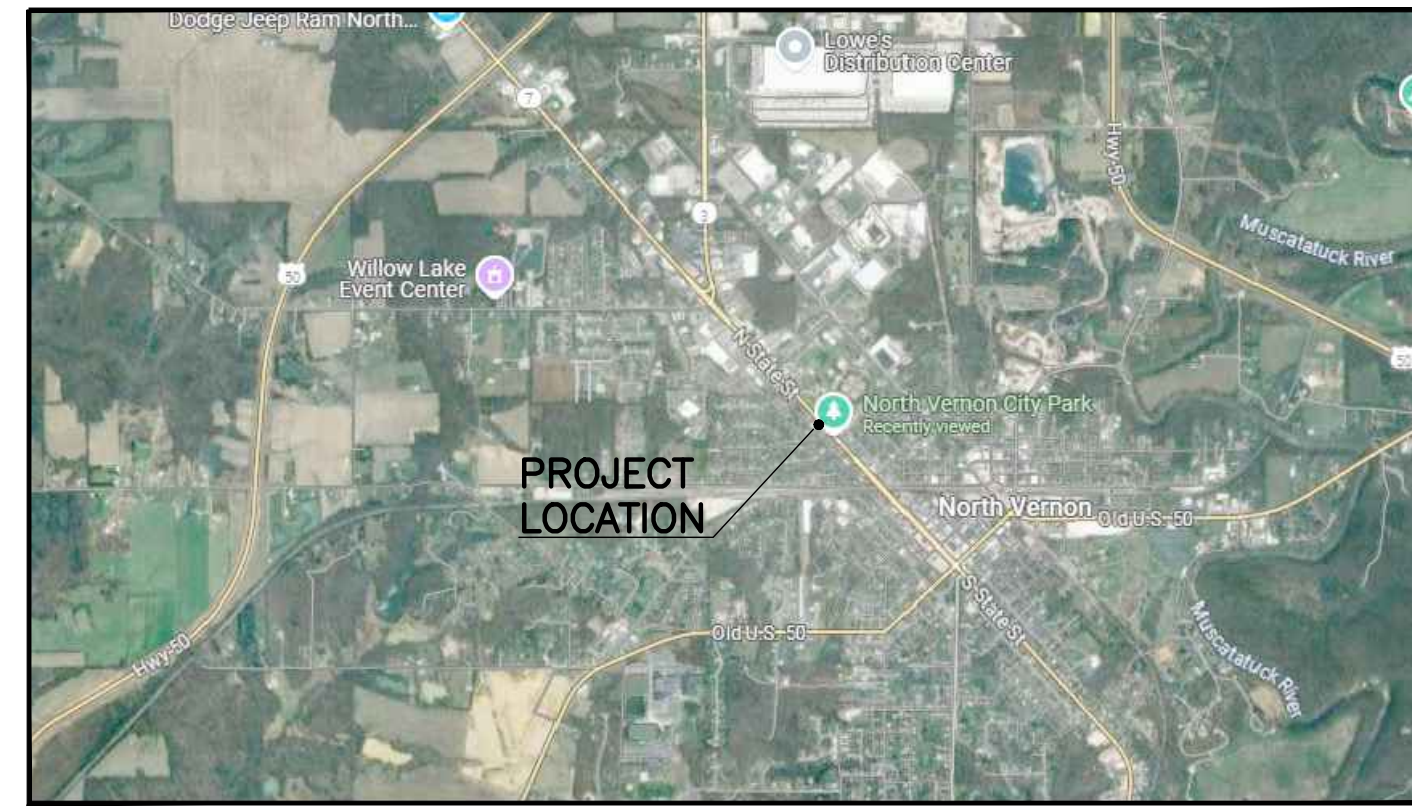 Dodge Jeep Ram North...
Lowe's
Distribution Center
7
Hwy-50
3
Muscatatuck River
Willow Lake
Event Center
50
N State St
50
North Vernon City Park
Recently viewed
PROJECT
LOCATION
North Vernon
Old U.S. 50
S State St
Old U.S. 50
Muscatatuck River
Hwy-50